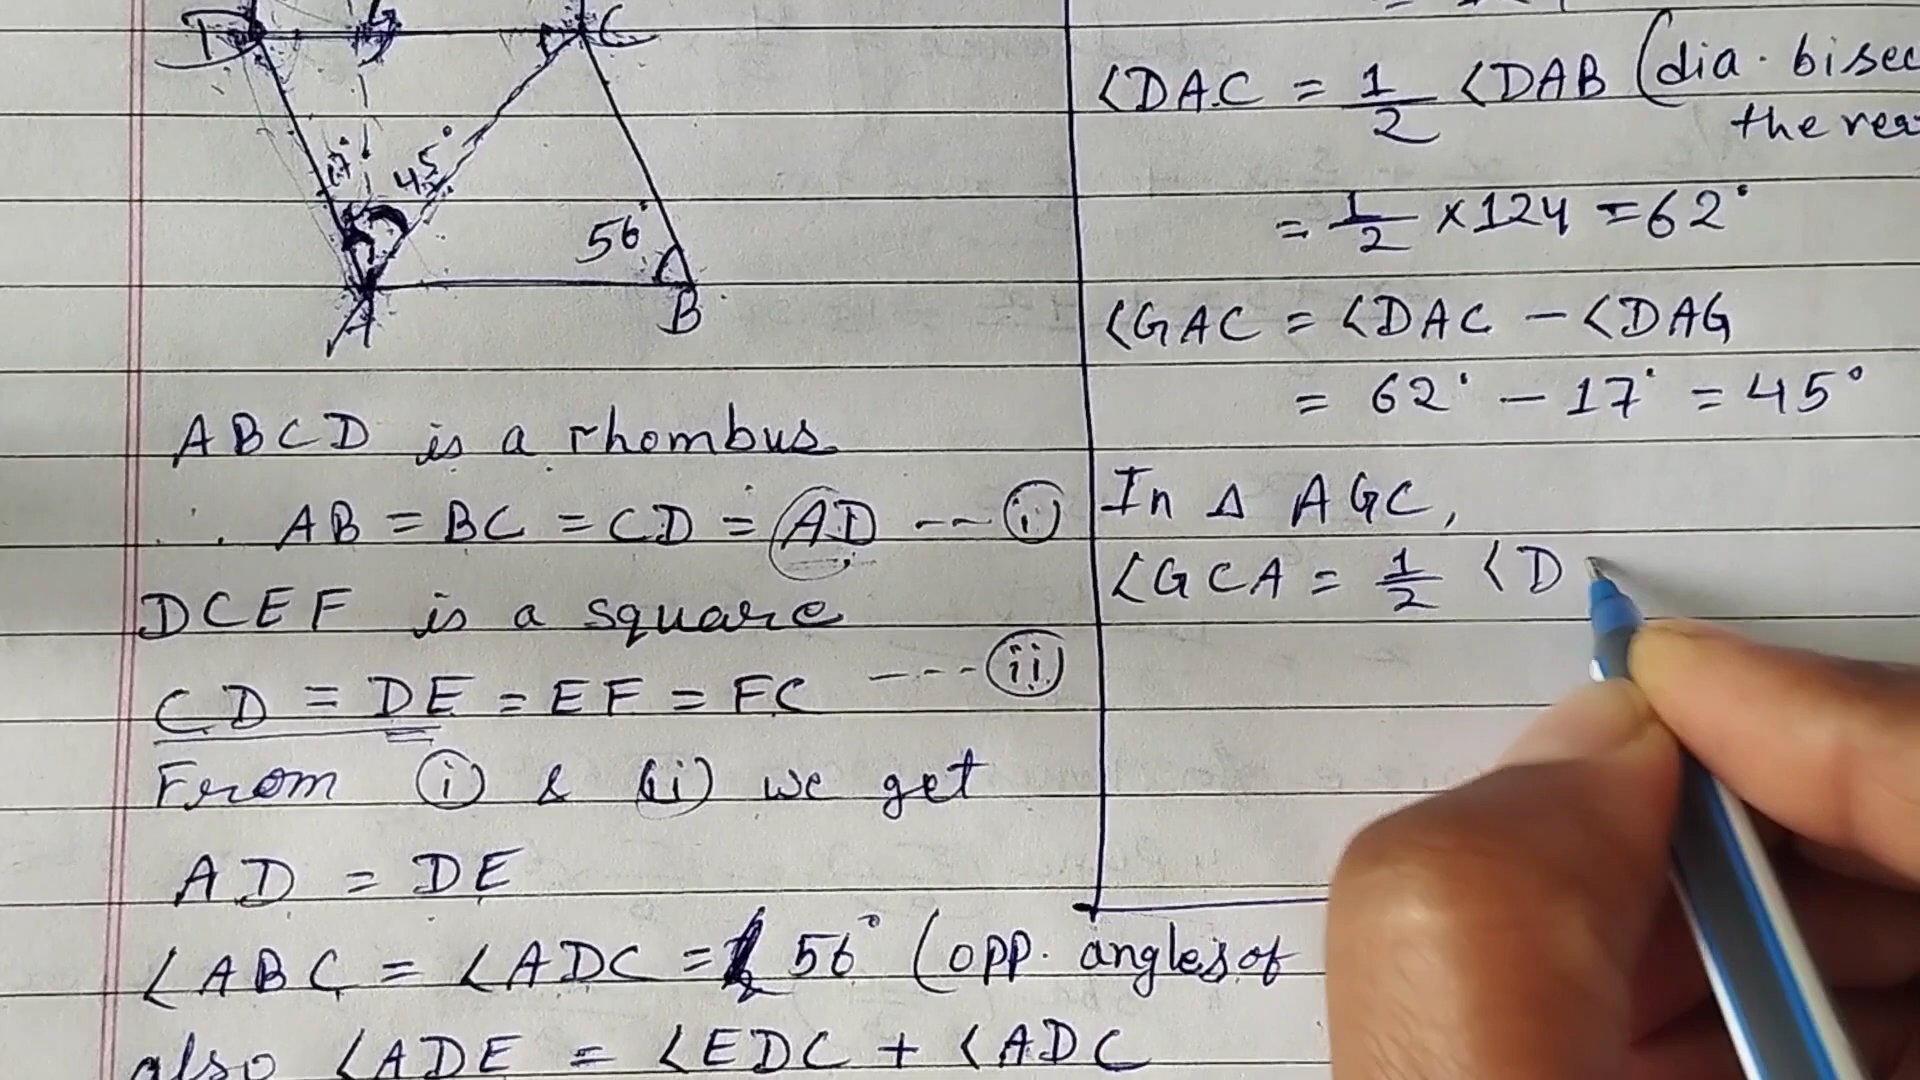 G C
17° 45°
56°
A B
ABCD is a rhombus
∴ AB = BC = CD = AD --- (i)
DCEF is a square
CD = DE = EF = FC ---- (ii)
From (i) & (ii) we get
AD = DE
∠ABC = ∠ADC = 56° (opp. angles of
also ∠ADE = ∠EDC + ∠ADC
∠DAC = 1/2 ∠DAB (dia. bisec
the ver
= 1/2 × 124 = 62°
∠GAC = ∠DAC – ∠DAG
= 62° – 17° = 45°
In Δ AGC,
∠GCA = 1/2 ∠D